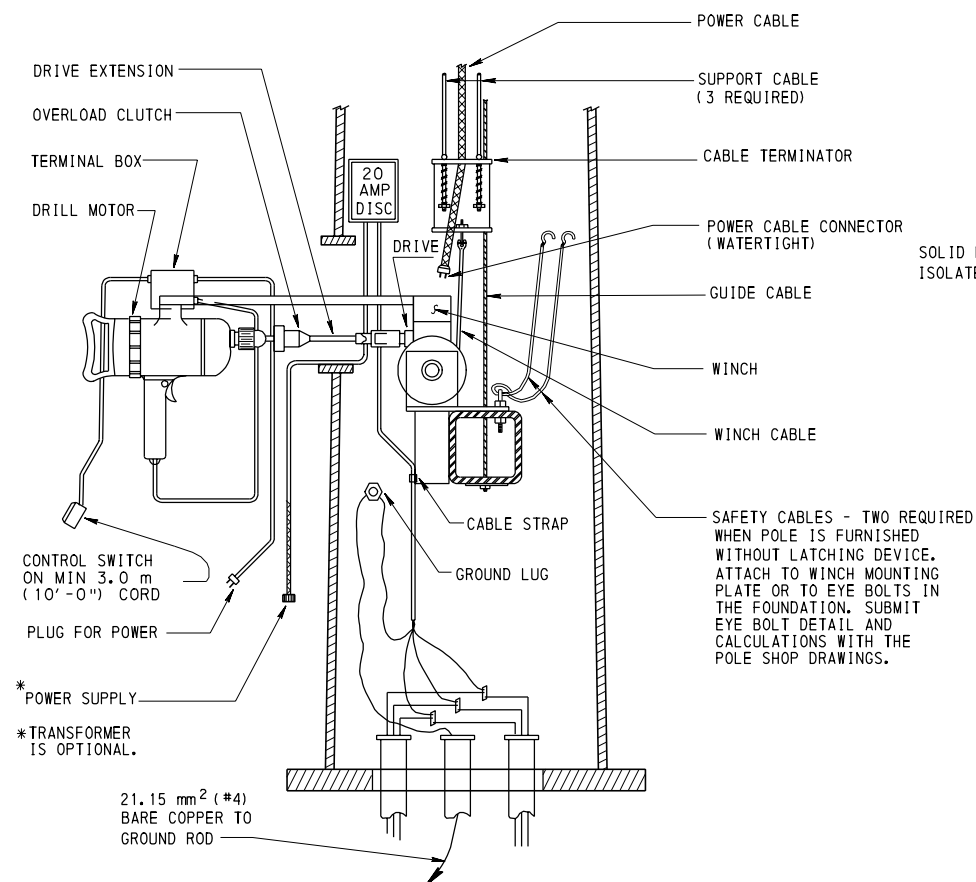 POWER CABLE
DRIVE EXTENSION
SUPPORT CABLE
(3 REQUIRED)
OVERLOAD CLUTCH
TERMINAL BOX
CABLE TERMINATOR
20
AMP
DISC
DRILL MOTOR
POWER CABLE CONNECTOR
(WATERTIGHT)
DRIVE
SOLID
ISOLATE
GUIDE CABLE
WINCH
WINCH CABLE
CABLE STRAP
SAFETY CABLES - TWO REQUIRED
WHEN POLE IS FURNISHED
WITHOUT LATCHING DEVICE.
ATTACH TO WINCH MOUNTING
PLATE OR TO EYE BOLTS IN
THE FOUNDATION. SUBMIT
EYE BOLT DETAIL AND
CALCULATIONS WITH THE
POLE SHOP DRAWINGS.
CONTROL SWITCH
ON MIN 3.0 m
(10'-0") CORD
GROUND LUG
PLUG FOR POWER
*POWER SUPPLY
*TRANSFORMER
IS OPTIONAL.
21.15 mm² (#4)
BARE COPPER TO
GROUND ROD